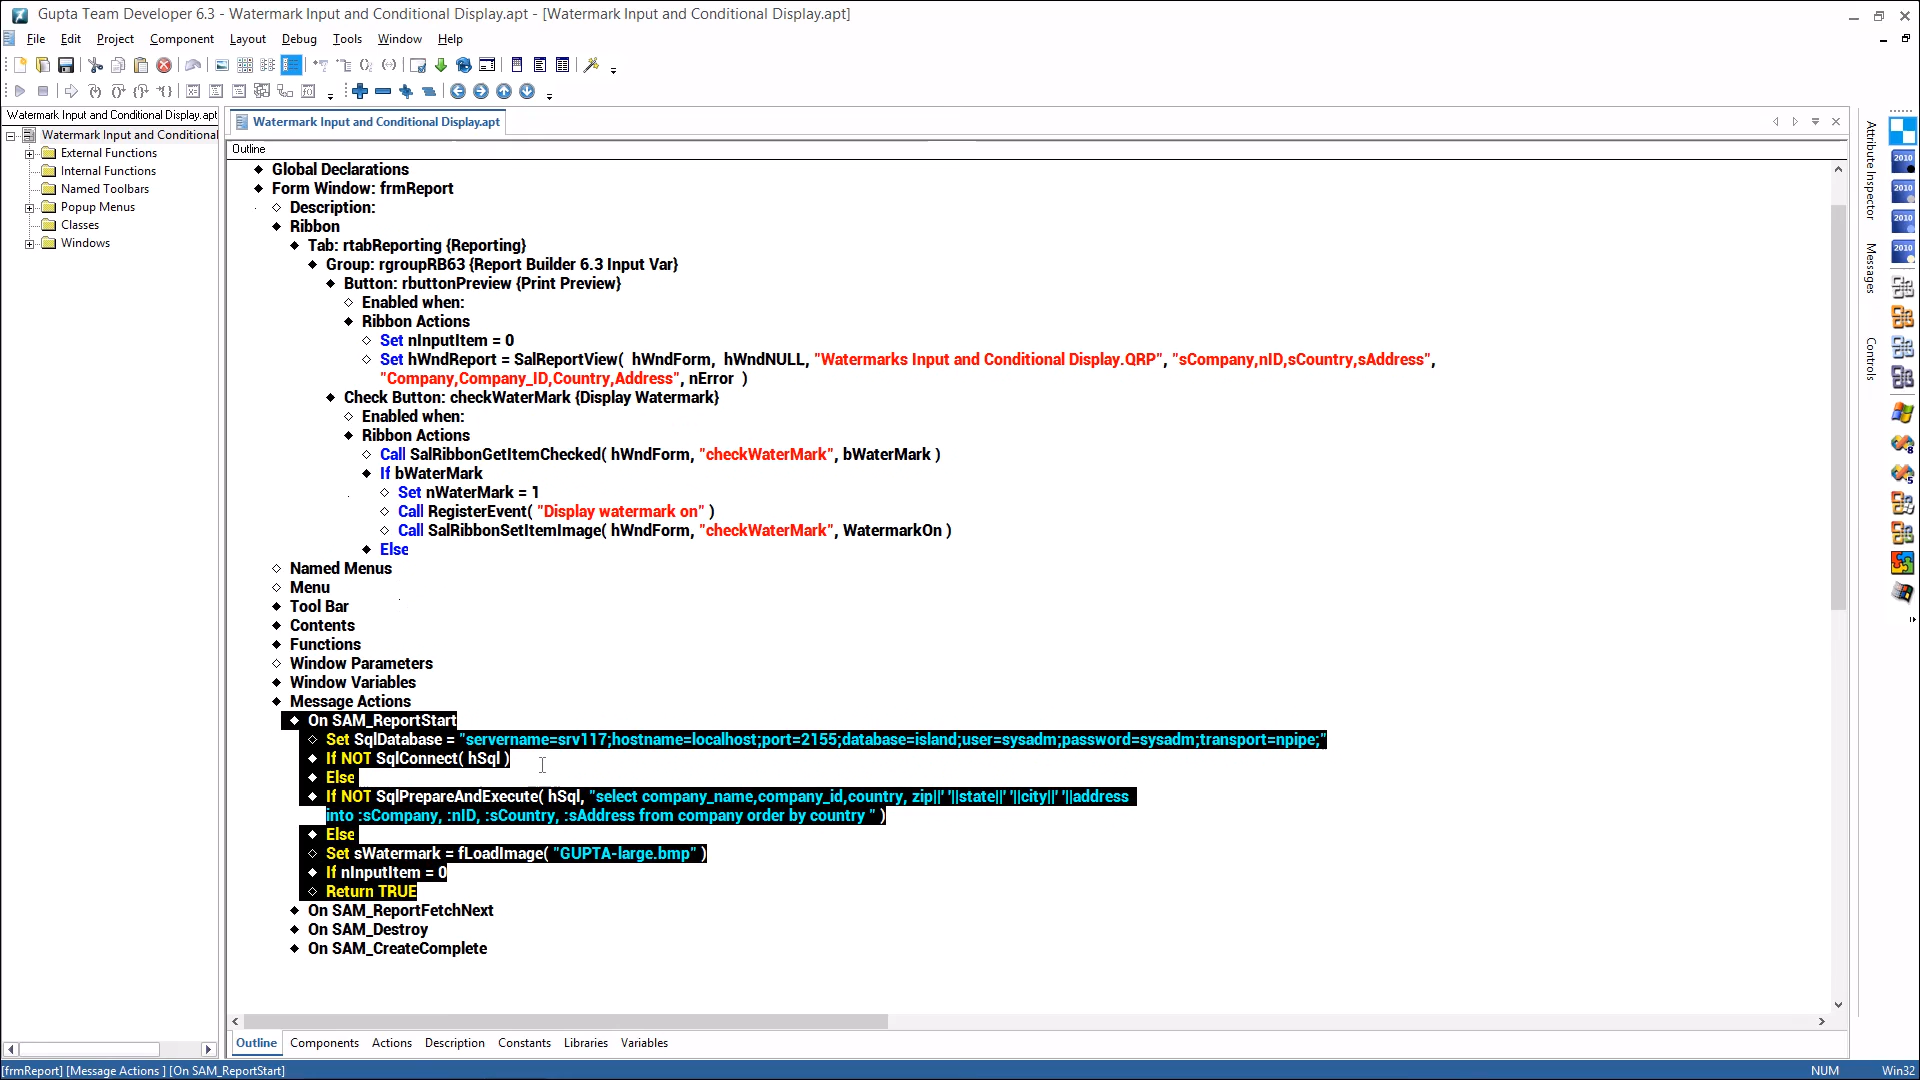 Gupta Team Developer 6.3 - Watermark Input and Conditional Display.apt - [Watermark Input and Conditional Display.apt]
File Edit Project Component Layout Debug Tools Window Help
Watermark Input and Conditional Display.apt
Watermark Input and Conditional
External Functions
Internal Functions
Named Toolbars
Popup Menus
Classes
Windows
Watermark Input and Conditional Display.apt
Outline
Global Declarations
Form Window: frmReport
Description:
Ribbon
Tab: rtabReporting {Reporting}
Group: rgroupRB63 {Report Builder 6.3 Input Var}
Button: rbuttonPreview {Print Preview}
Enabled when:
Ribbon Actions
Set nInputItem = 0
Set hWndReport = SalReportView( hWndForm, hWndNULL, "Watermarks Input and Conditional Display.QRP", "sCompany,nID,sCountry,sAddress",
"Company,Company_ID,Country,Address", nError )
Check Button: checkWaterMark {Display Watermark}
Enabled when:
Ribbon Actions
Call SalRibbonGetItemChecked( hWndForm, "checkWaterMark", bWaterMark )
If bWaterMark
Set nWaterMark = 1
Call RegisterEvent( "Display watermark on" )
Call SalRibbonSetItemImage( hWndForm, "checkWaterMark", WatermarkOn )
Else
Named Menus
Menu
Tool Bar
Contents
Functions
Window Parameters
Window Variables
Message Actions
On SAM_ReportStart
Set SqlDatabase = "servername=srv117;hostname=localhost;port=2155;database=island;user=sysadm;password=sysadm;transport=npipe;"
If NOT SqlConnect( hSql )
Else
If NOT SqlPrepareAndExecute( hSql, "select company_name,company_id,country, zip||' '||state||' '||city||' '||address
into :sCompany, :nID, :sCountry, :sAddress from company order by country " )
Else
Set sWatermark = fLoadImage( "GUPTA-large.bmp" )
If nInputItem = 0
Return TRUE
On SAM_ReportFetchNext
On SAM_Destroy
On SAM_CreateComplete
Attribute Inspector
Messages
Controls
2010
2010
2010
2010
Outline Components Actions Description Constants Libraries Variables
[frmReport] [Message Actions ] [On SAM_ReportStart]
NUM
Win32